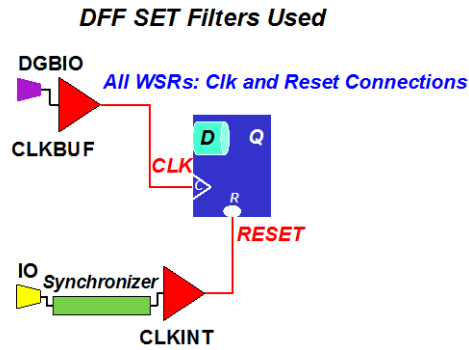 DFF SET Filters Used
DGBIO
All WSRs: Clk and Reset Connections
CLKBUF
D
Q
CLK
C
R
RESET
IO
Synchronizer
CLKINT